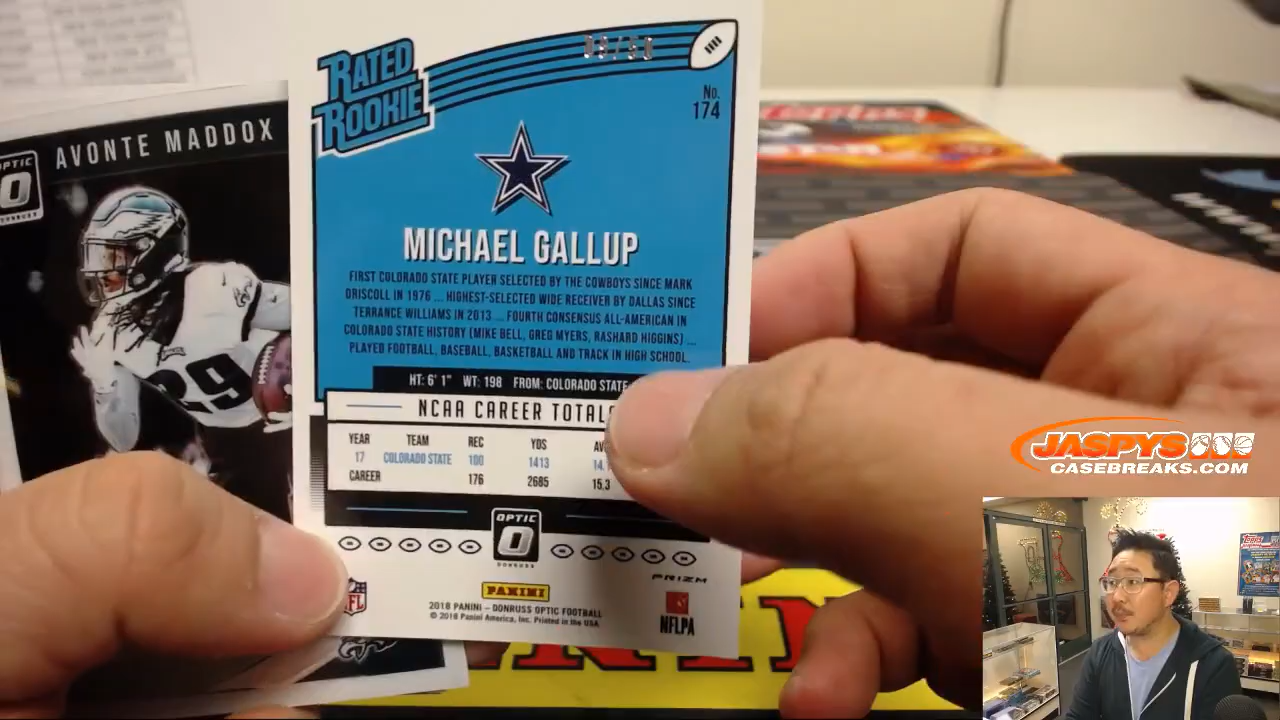 RATED
ROOKIE
No.
174
MICHAEL GALLUP
FIRST COLORADO STATE PLAYER SELECTED BY THE COWBOYS SINCE MARK
DRISCOLL IN 1976 ... HIGHEST-SELECTED WIDE RECEIVER BY DALLAS SINCE
TERRANCE WILLIAMS IN 2013 ... FOURTH CONSENSUS ALL-AMERICAN IN
COLORADO STATE HISTORY (MIKE BELL, GREG MYERS, RASHARD HIGGINS) ...
PLAYED FOOTBALL, BASEBALL, BASKETBALL AND TRACK IN HIGH SCHOOL.
HT: 6' 1" WT: 198 FROM: COLORADO STATE
NCAA CAREER TOTALS
YEAR TEAM REC YDS
17 COLORADO STATE 100 1413
CAREER 176 2685 15.3
OPTIC
O
DONRUSS
PRIZM
PANINI
2018 PANINI – DONRUSS OPTIC FOOTBALL
© 2018 Panini America, Inc. Printed in the USA
NFL
NFLPA
AVONTE MADDOX
OPTIC
O
DONRUSS
29
JASPYS
CASEBREAKS.COM
topps